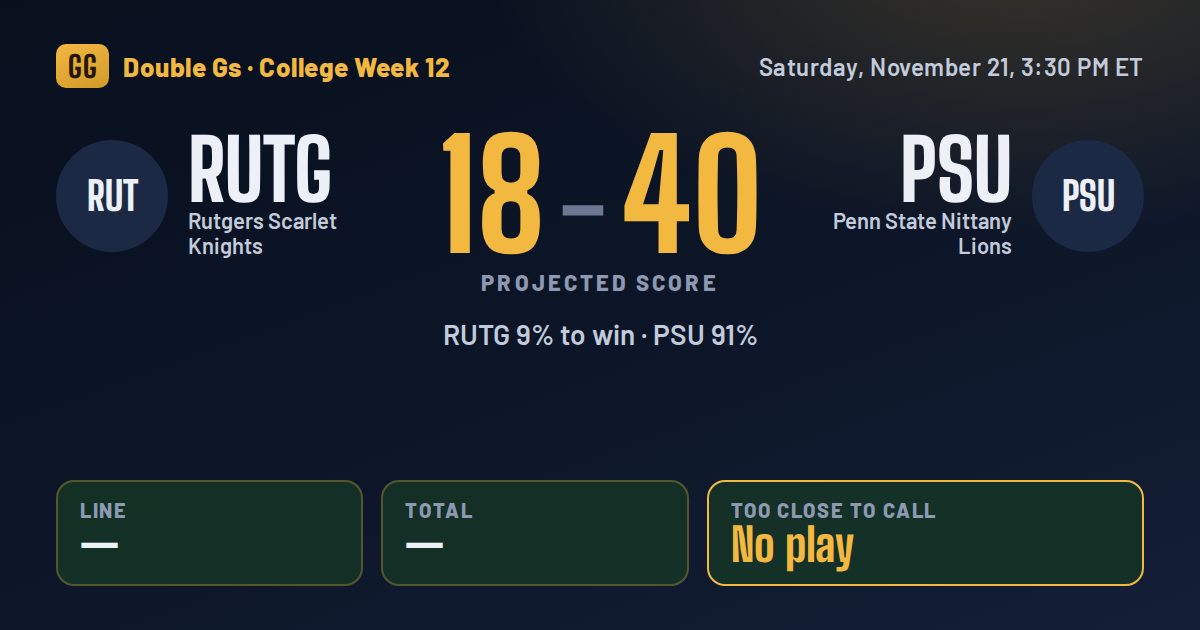 GG
Double Gs · College Week 12
Saturday, November 21, 3:30 PM ET
RUT
RUTG
Rutgers Scarlet
Knights
18 – 40
PROJECTED SCORE
RUTG 9% to win · PSU 91%
PSU
Penn State Nittany
Lions
PSU
LINE
—
TOTAL
—
TOO CLOSE TO CALL
No play